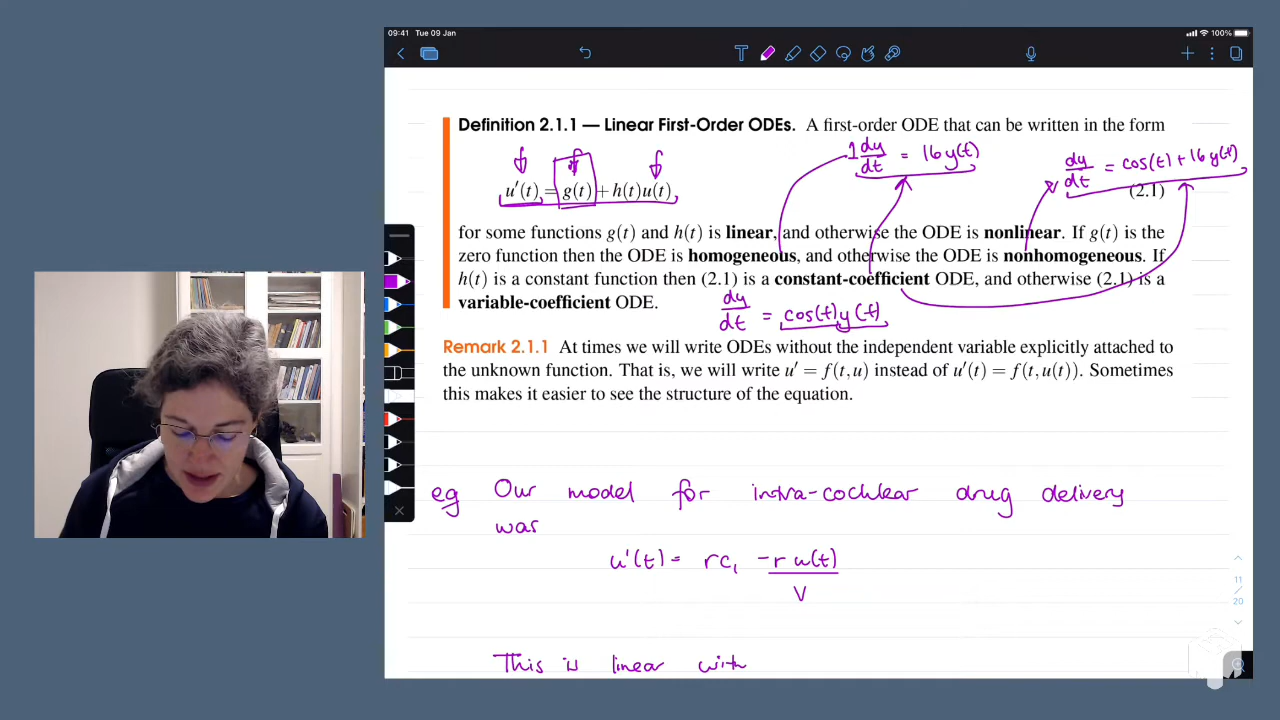 09:41 Tue 09 Jan
100%
T
Definition 2.1.1 — Linear First-Order ODEs. A first-order ODE that can be written in the form
1 dy/dt = 16y(t)
dy/dt = cos(t) + 16y(t)
u′(t) = g(t) + h(t)u(t)
(2.1)
for some functions g(t) and h(t) is linear, and otherwise the ODE is nonlinear. If g(t) is the
zero function then the ODE is homogeneous, and otherwise the ODE is nonhomogeneous. If
h(t) is a constant function then (2.1) is a constant-coefficient ODE, and otherwise (2.1) is a
variable-coefficient ODE.
dy/dt = cos(t)y(t)
Remark 2.1.1 At times we will write ODEs without the independent variable explicitly attached to
the unknown function. That is, we will write u′ = f(t,u) instead of u′(t) = f(t,u(t)). Sometimes
this makes it easier to see the structure of the equation.
eg Our model for intra-cochlear drug delivery
was
u'(t) = rc₁ - r u(t)
V
This is linear with
11
/
20